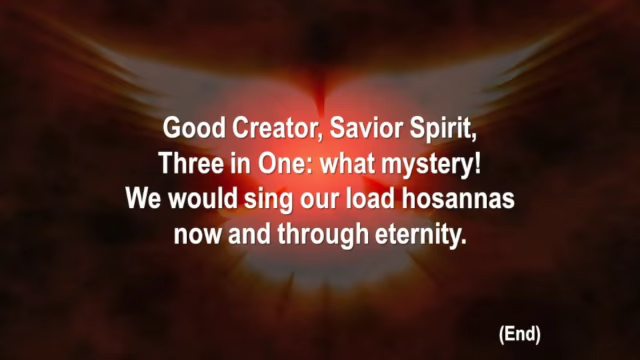 Good Creator, Savior Spirit,
Three in One: what mystery!
We would sing our load hosannas
now and through eternity.
(End)